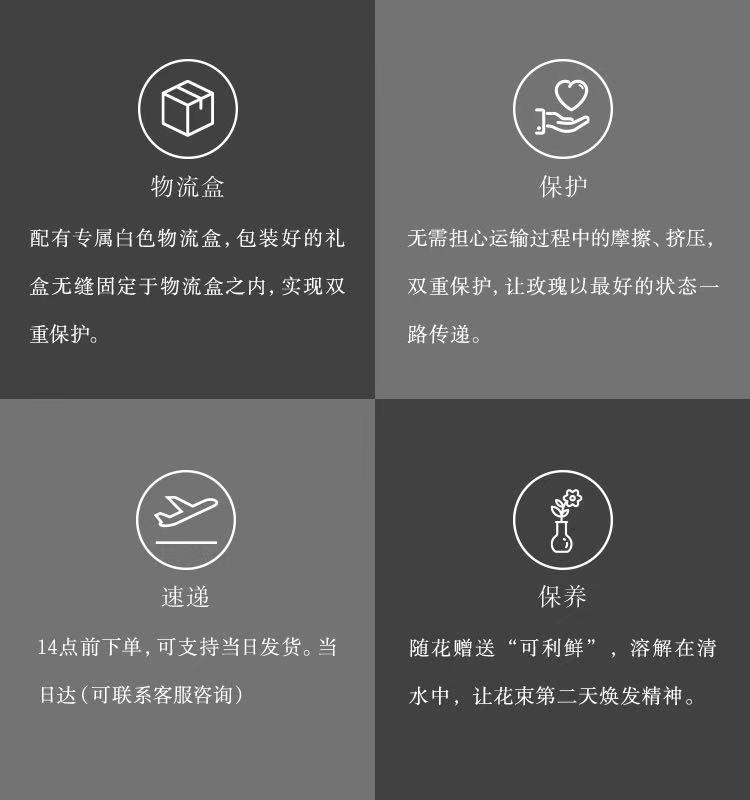 物流盒
配有专属白色物流盒，包装好的礼
盒无缝固定于物流盒之内，实现双
重保护。
保护
无需担心运输过程中的摩擦、挤压，
双重保护，让玫瑰以最好的状态一
路传递。
速递
14点前下单，可支持当日发货。当
日达（可联系客服咨询）
保养
随花赠送“可利鲜”，溶解在清
水中，让花束第二天焕发精神。